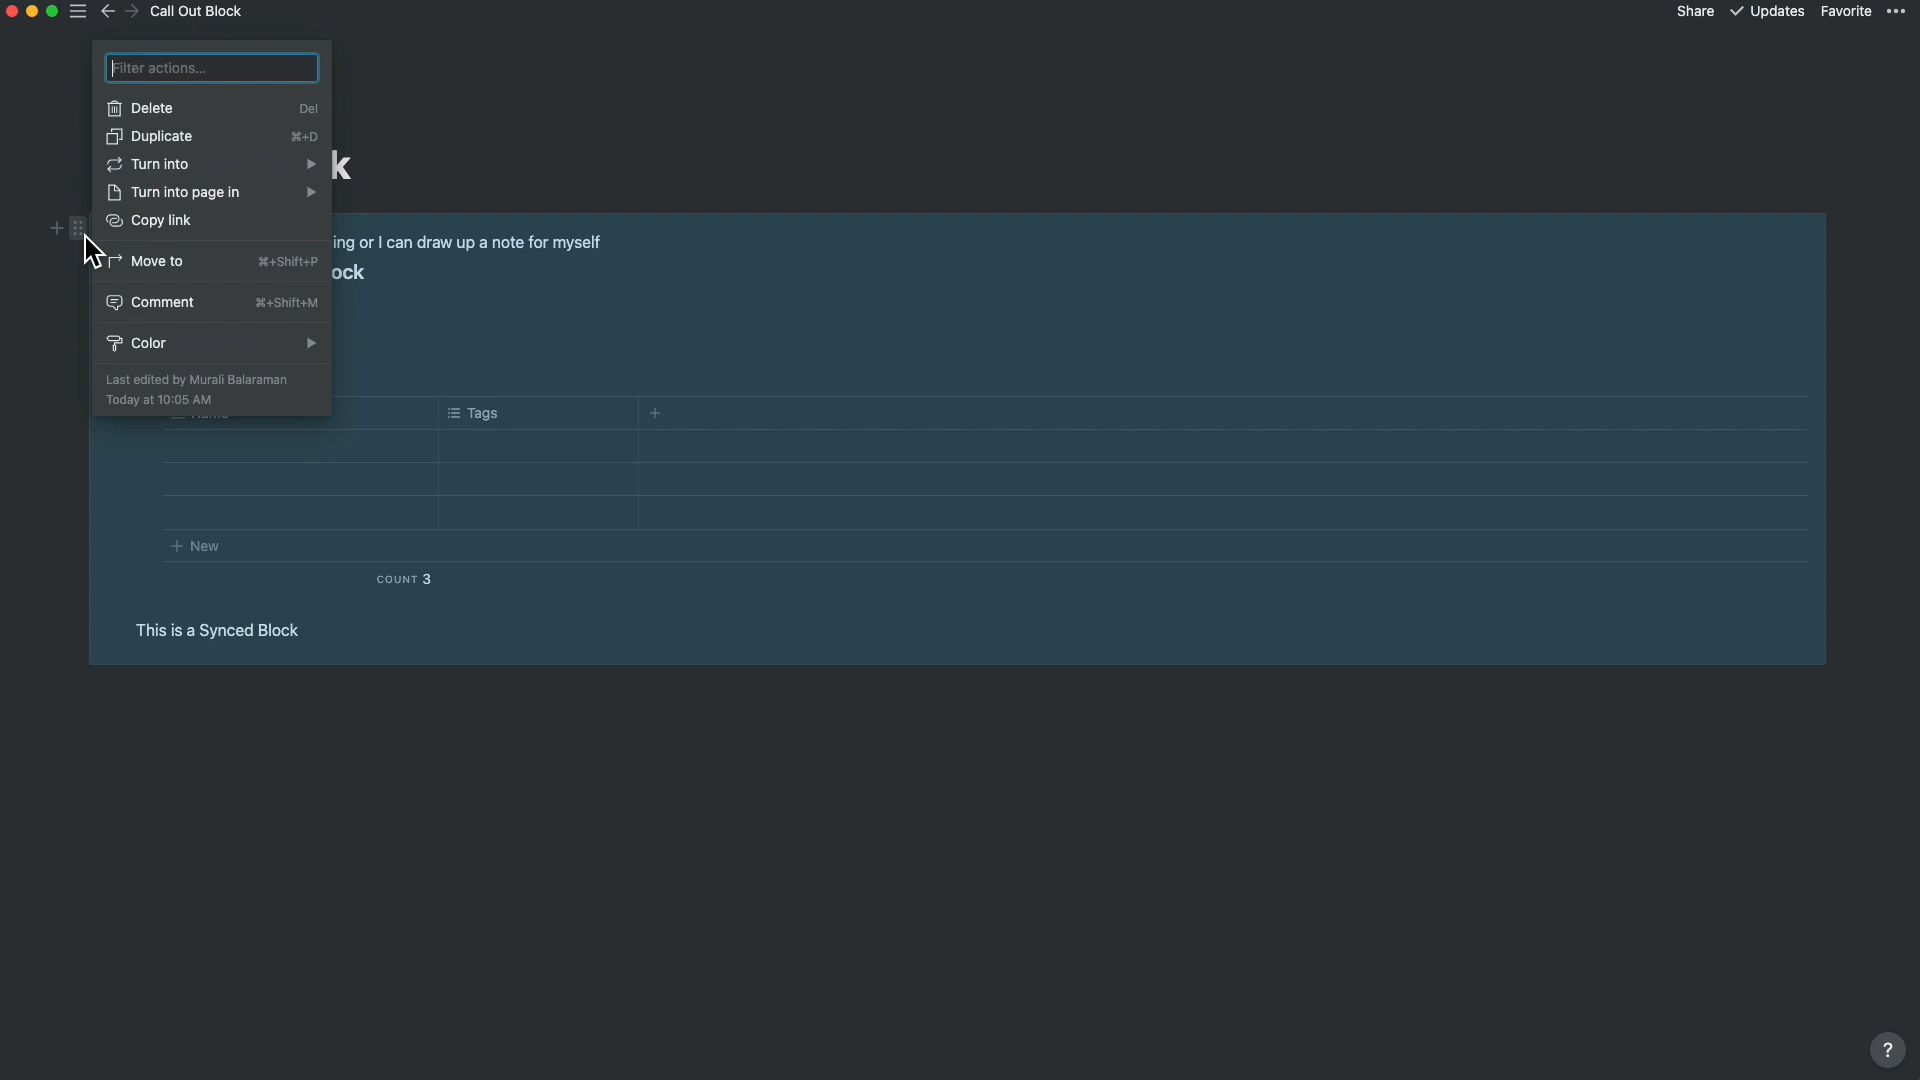 Call Out Block
Share
Updates
Favorite
Filter actions...
Delete Del
Duplicate ⌘+D
Turn into
Turn into page in
Copy link
Move to ⌘+Shift+P
Comment ⌘+Shift+M
Color
Last edited by Murali Balaraman
Today at 10:05 AM
k
ing or I can draw up a note for myself
ock
Tags
+ New
COUNT 3
This is a Synced Block
?